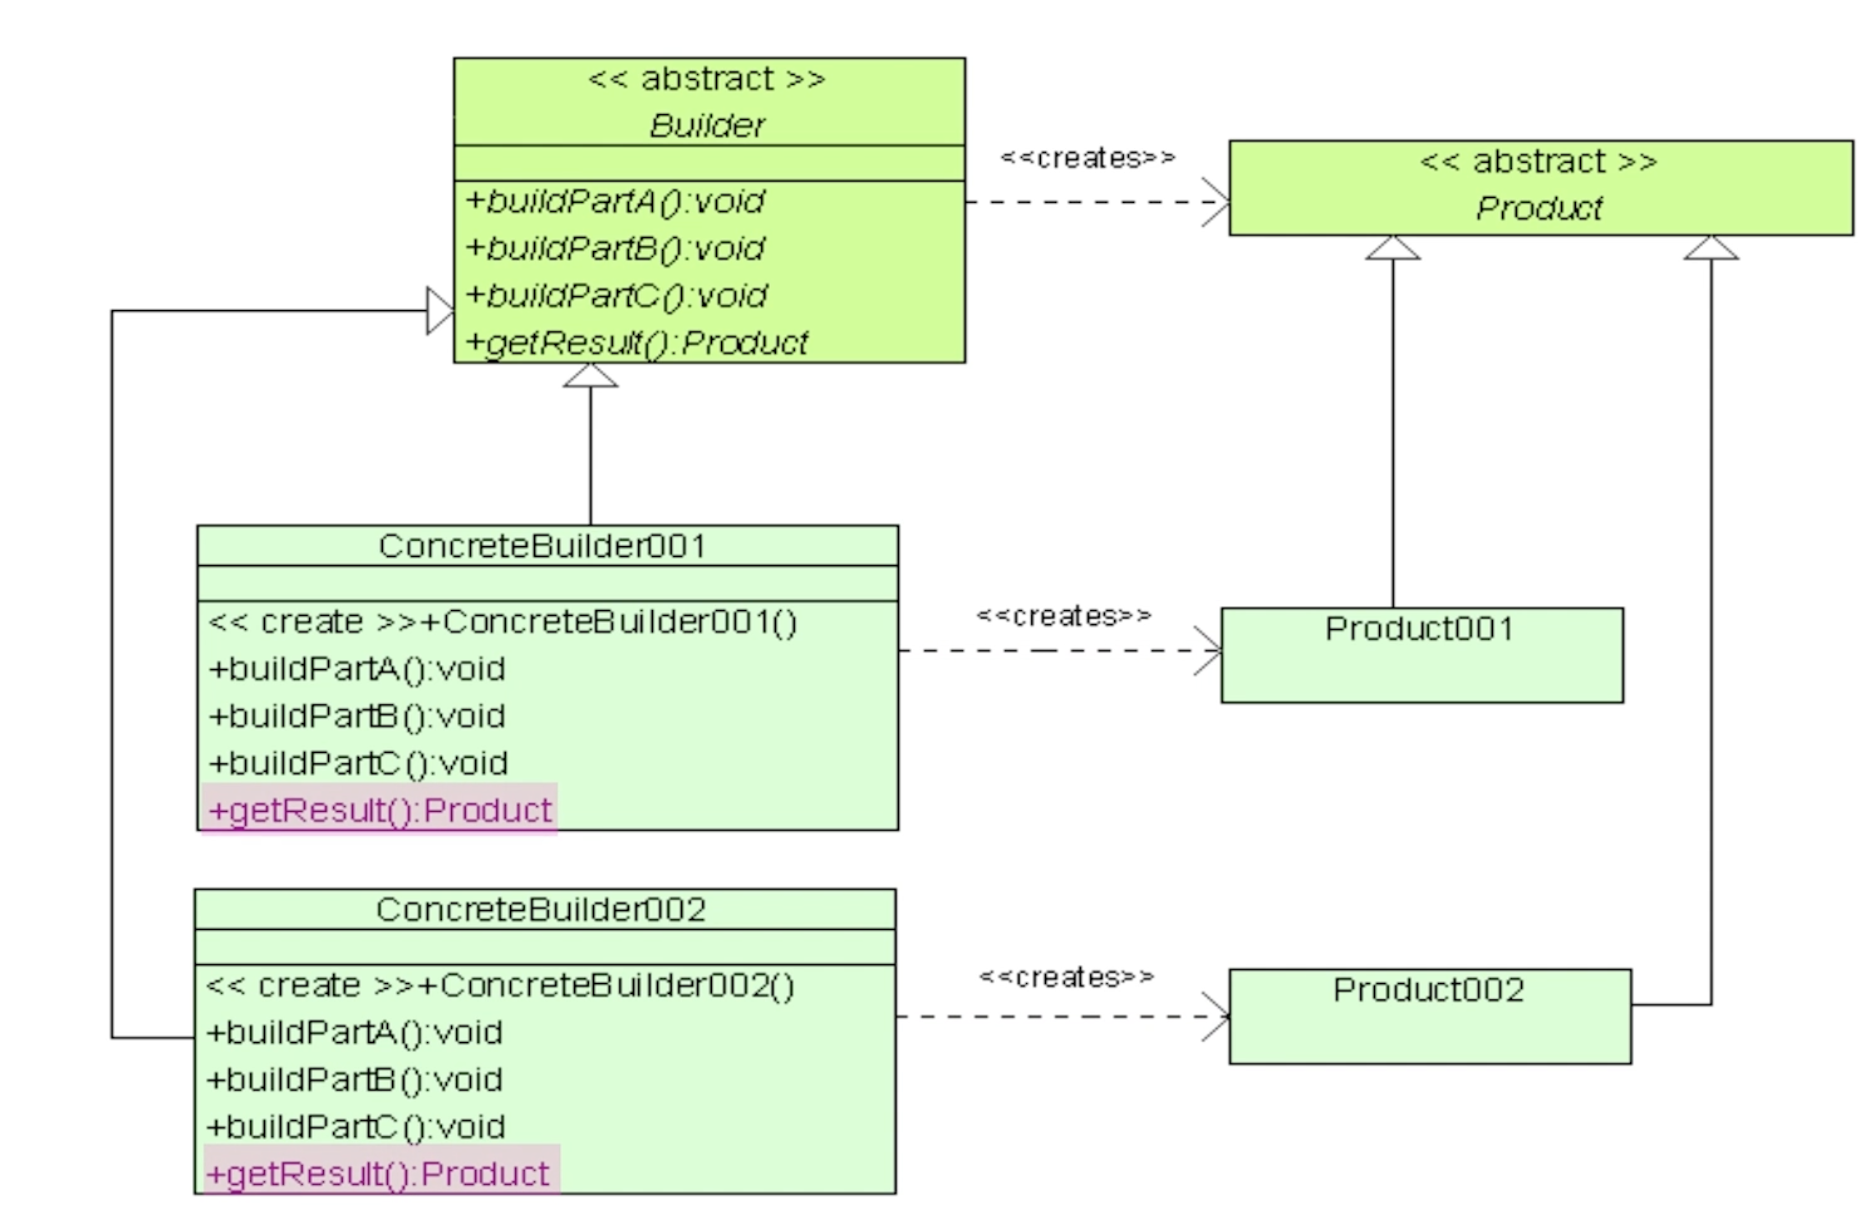 << abstract >>
Builder
+buildPartA():void
+buildPartB():void
+buildPartC():void
+getResult():Product
<<creates>>
<< abstract >>
Product
ConcreteBuilder001
<< create >>+ConcreteBuilder001()
+buildPartA():void
+buildPartB():void
+buildPartC():void
+getResult():Product
<<creates>>
Product001
ConcreteBuilder002
<< create >>+ConcreteBuilder002()
+buildPartA():void
+buildPartB():void
+buildPartC():void
+getResult():Product
<<creates>>
Product002